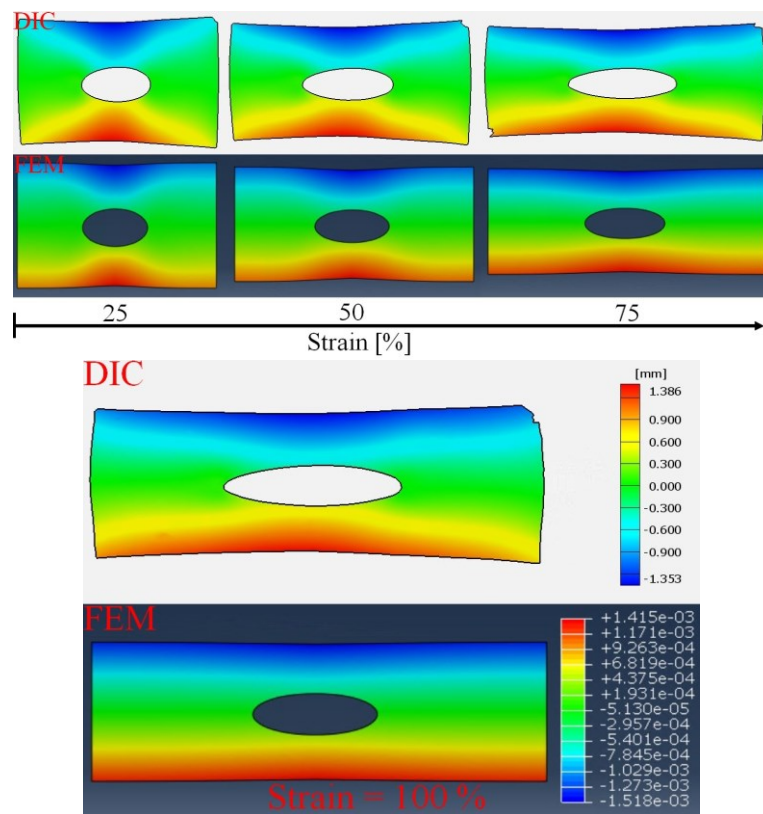 DIC
FEM
25 50 75
Strain [%]
DIC
[mm]
1.386
0.900
0.600
0.300
0.000
-0.300
-0.600
-0.900
-1.353
FEM
+1.415e-03
+1.171e-03
+9.263e-04
+6.819e-04
+4.375e-04
+1.931e-04
-5.130e-05
-2.957e-04
-5.401e-04
-7.845e-04
-1.029e-03
-1.273e-03
-1.518e-03
Strain = 100 %